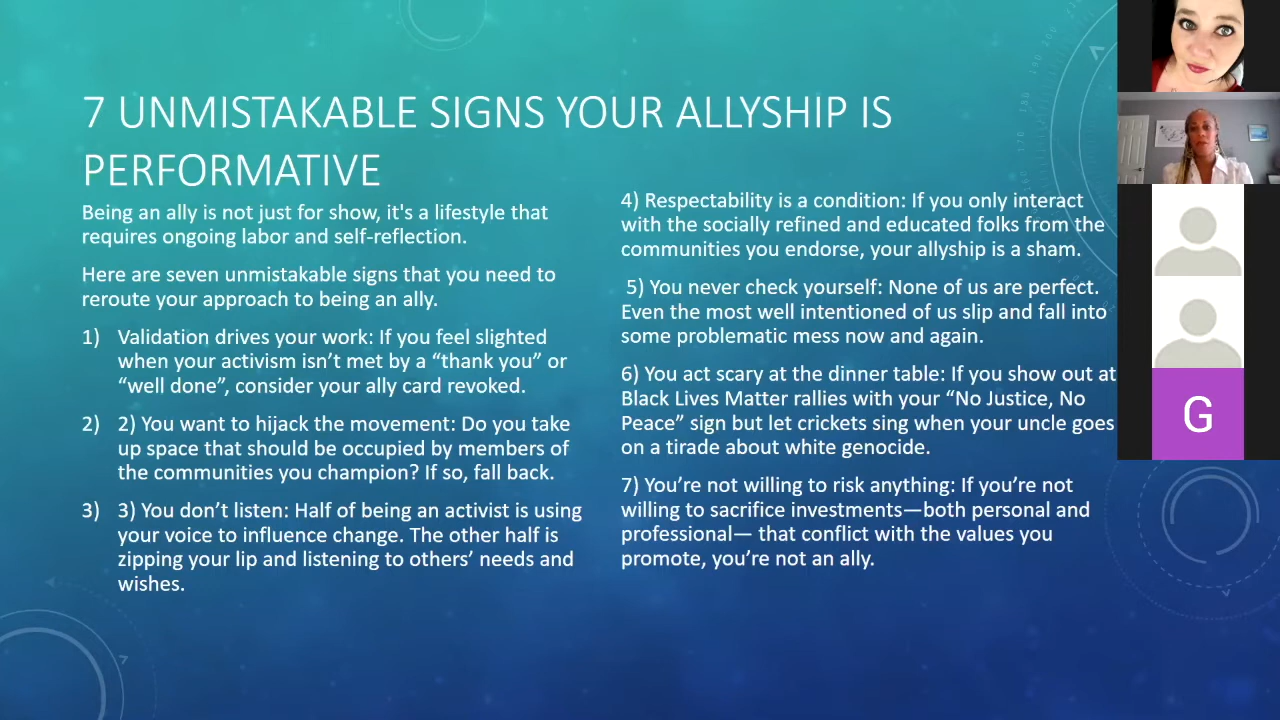 7 UNMISTAKABLE SIGNS YOUR ALLYSHIP IS
PERFORMATIVE
Being an ally is not just for show, it's a lifestyle that
requires ongoing labor and self-reflection.
Here are seven unmistakable signs that you need to
reroute your approach to being an ally.
1) Validation drives your work: If you feel slighted
when your activism isn’t met by a “thank you” or
“well done”, consider your ally card revoked.
2) 2) You want to hijack the movement: Do you take
up space that should be occupied by members of
the communities you champion? If so, fall back.
3) 3) You don’t listen: Half of being an activist is using
your voice to influence change. The other half is
zipping your lip and listening to others’ needs and
wishes.
4) Respectability is a condition: If you only interact
with the socially refined and educated folks from the
communities you endorse, your allyship is a sham.
5) You never check yourself: None of us are perfect.
Even the most well intentioned of us slip and fall into
some problematic mess now and again.
6) You act scary at the dinner table: If you show out at
Black Lives Matter rallies with your “No Justice, No
Peace” sign but let crickets sing when your uncle goes
on a tirade about white genocide.
7) You’re not willing to risk anything: If you’re not
willing to sacrifice investments—both personal and
professional— that conflict with the values you
promote, you’re not an ally.
G